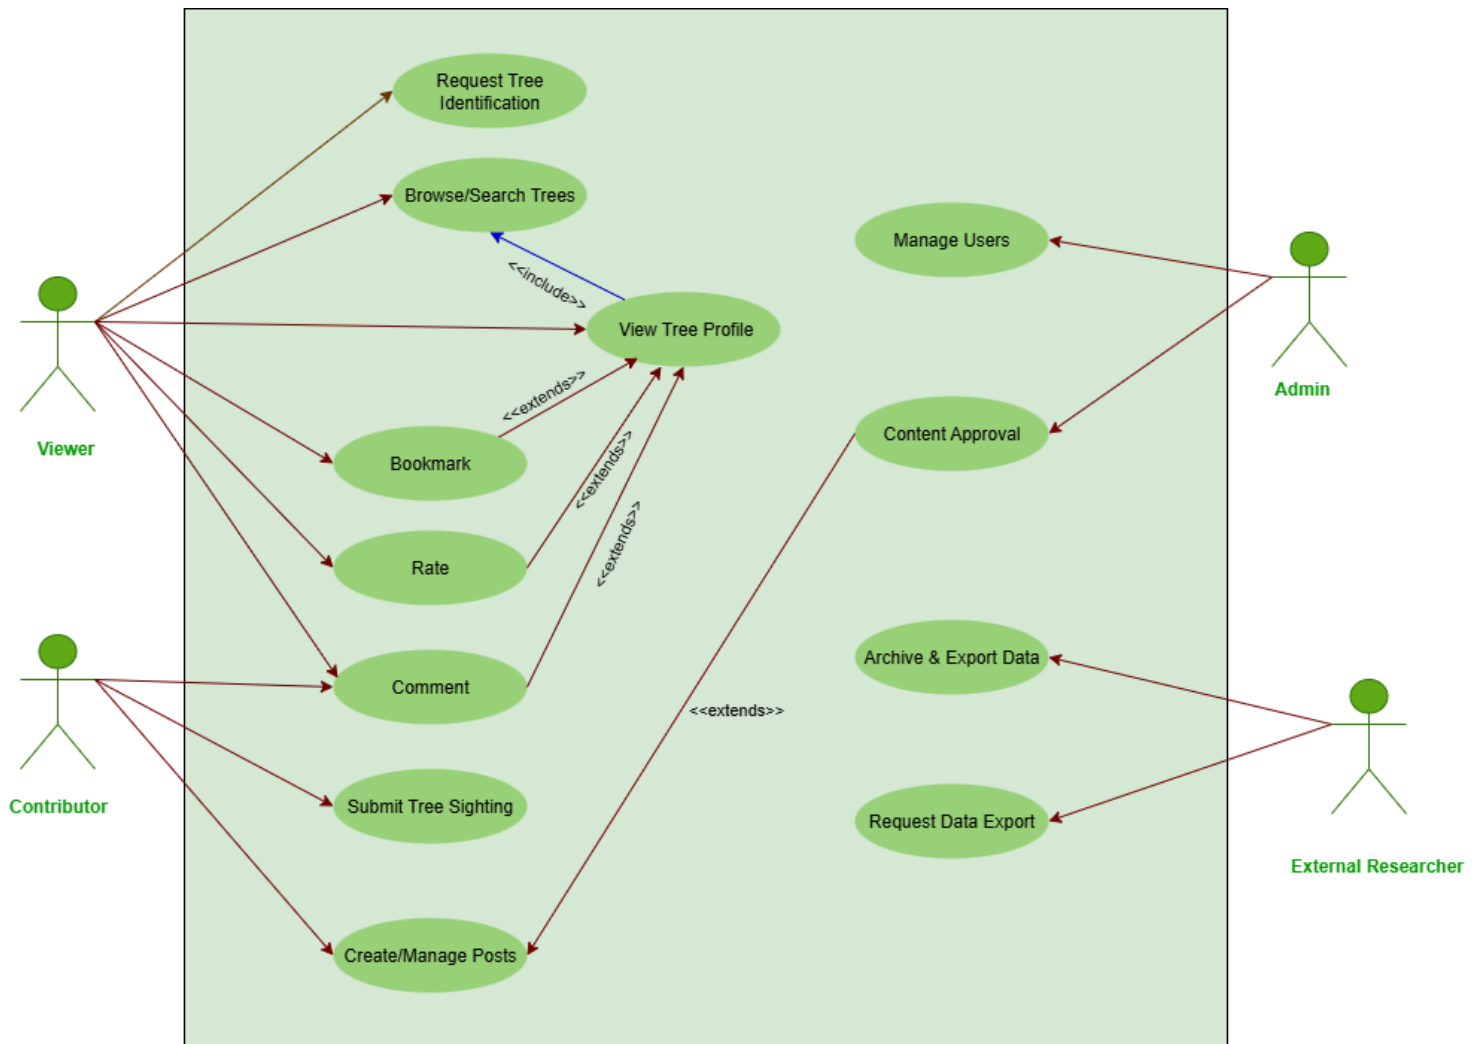 Request Tree
Identification
Browse/Search Trees
<<include>>
View Tree Profile
Manage Users
Admin
Viewer
<<extends>>
Bookmark
<<extends>>
Content Approval
Rate
<<extends>>
Comment
Archive & Export Data
<<extends>>
Contributor
Submit Tree Sighting
Request Data Export
External Researcher
Create/Manage Posts